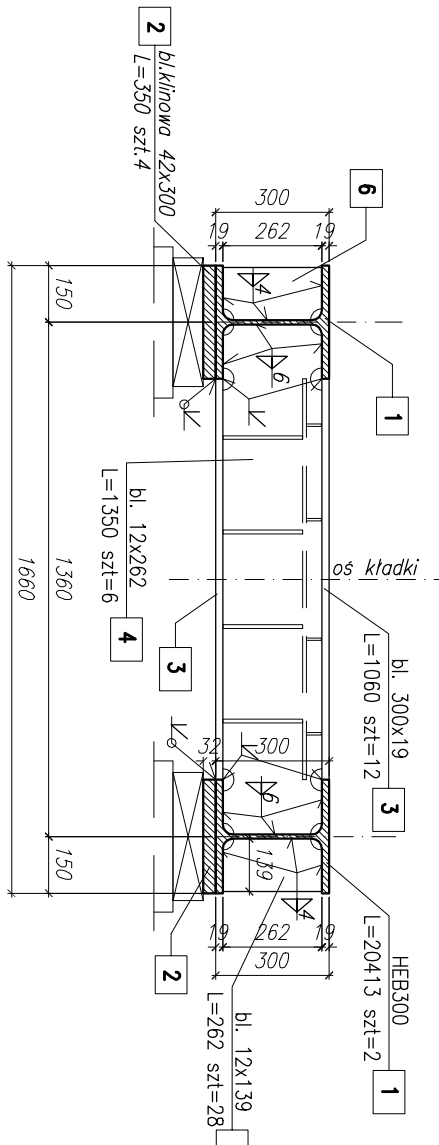 2
bl.klinowa 42x300
L=350 szt.4
6
300
19
262
19
4
1
150
6
oś kładki
bl. 12x262
L=1350 szt=6
4
3
bl. 300x19
L=1060 szt=12
3
1360
1660
32
300
6
139
4
150
19
262
19
300
2
HEB300
L=20413 szt=2
1
bl. 12x139
L=262 szt=28